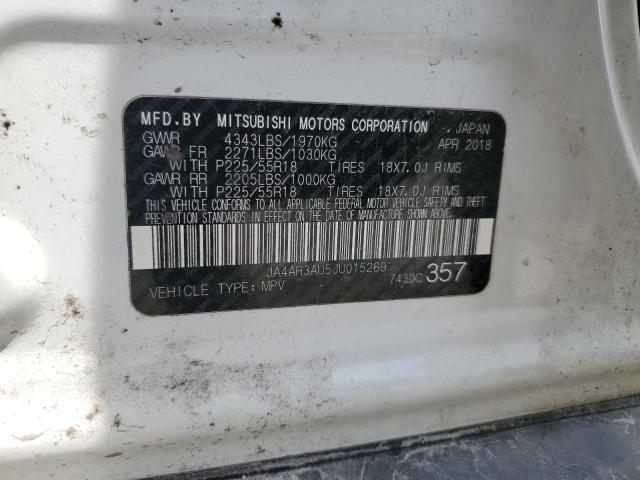 MFD.BY MITSUBISHI MOTORS CORPORATION JAPAN
GVWR 4343LBS/1970KG APR 2018
GAWR FR 2271LBS/1030KG
WITH P225/55R18 TIRES 18X7.0J RIMS
GAWR RR 2205LBS/1000KG
WITH P225/55R18 TIRES 18X7.0J RIMS
THIS VEHICLE CONFORMS TO ALL APPLICABLE FEDERAL MOTOR VEHICLE SAFETY AND THEFT
PREVENTION STANDARDS IN EFFECT ON THE DATE OF MANUFACTURE SHOWN ABOVE.
JA4AR3AU5JU015269
VEHICLE TYPE: MPV 7430C 357